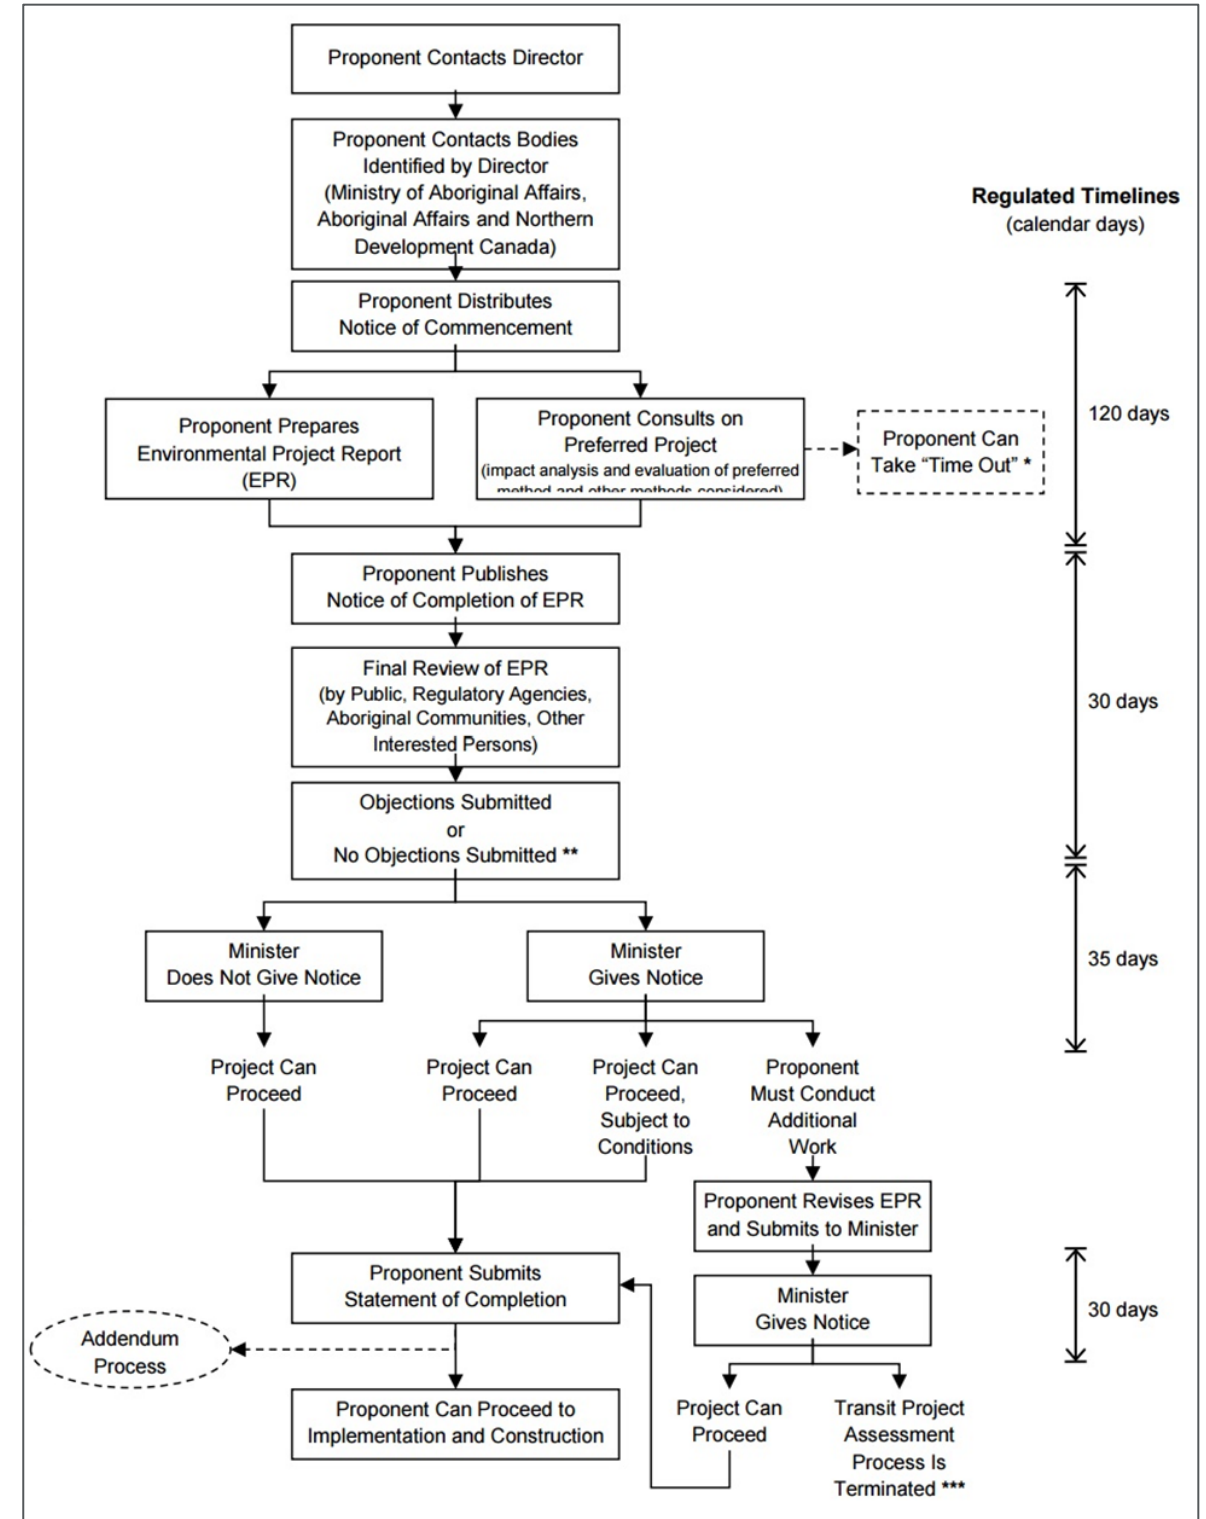 Proponent Contacts Director
Proponent Contacts Bodies
Identified by Director
(Ministry of Aboriginal Affairs,
Aboriginal Affairs and Northern
Development Canada)
Regulated Timelines
(calendar days)
Proponent Distributes
Notice of Commencement
120 days
Proponent Prepares
Environmental Project Report
(EPR)
Proponent Consults on
Preferred Project
(impact analysis and evaluation of preferred
method and other methods considered)
Proponent Can
Take “Time Out” *
Proponent Publishes
Notice of Completion of EPR
Final Review of EPR
(by Public, Regulatory Agencies,
Aboriginal Communities, Other
Interested Persons)
30 days
Objections Submitted
or
No Objections Submitted **
Minister
Does Not Give Notice
Minister
Gives Notice
35 days
Project Can
Proceed
Project Can
Proceed
Project Can
Proceed,
Subject to
Conditions
Proponent
Must Conduct
Additional
Work
Proponent Revises EPR
and Submits to Minister
Proponent Submits
Statement of Completion
Minister
Gives Notice
30 days
Addendum
Process
Proponent Can Proceed to
Implementation and Construction
Project Can
Proceed
Transit Project
Assessment
Process Is
Terminated ***